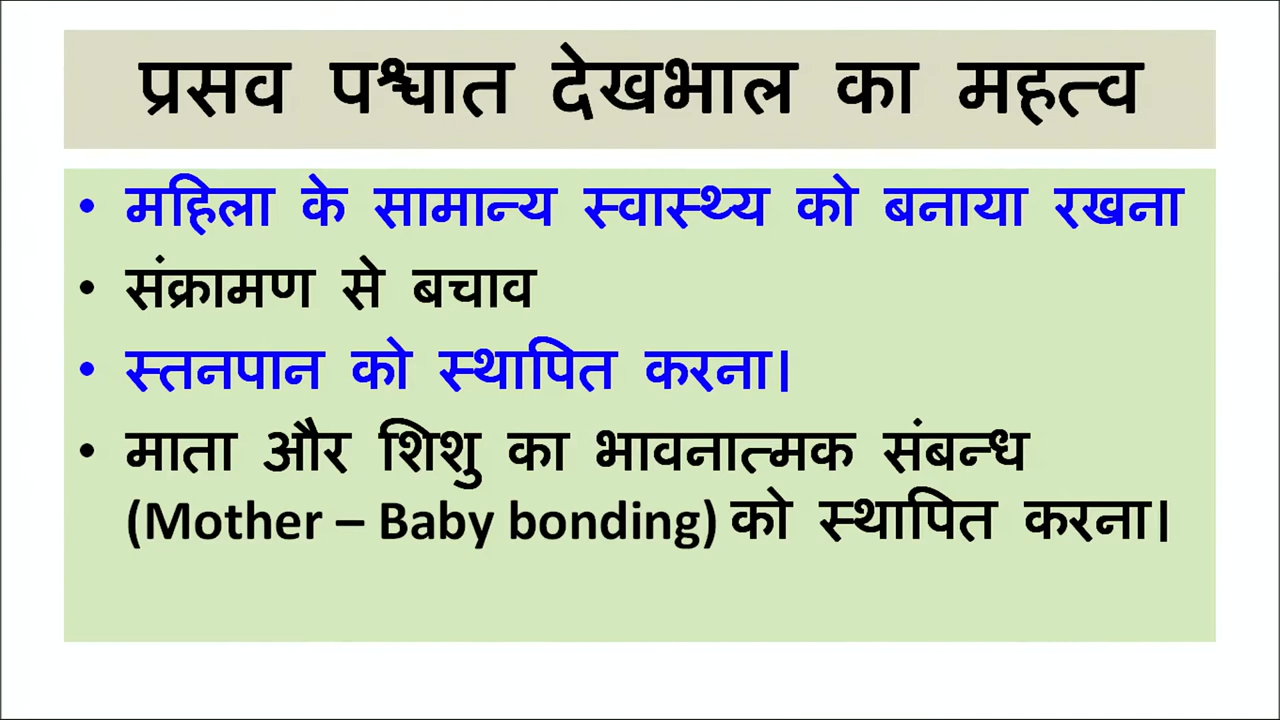 प्रसव पश्चात देखभाल का महत्व
• महिला के सामान्य स्वास्थ्य को बनाया रखना
• संक्रामण से बचाव
• स्तनपान को स्थापित करना।
• माता और शिशु का भावनात्मक संबन्ध
(Mother – Baby bonding) को स्थापित करना।